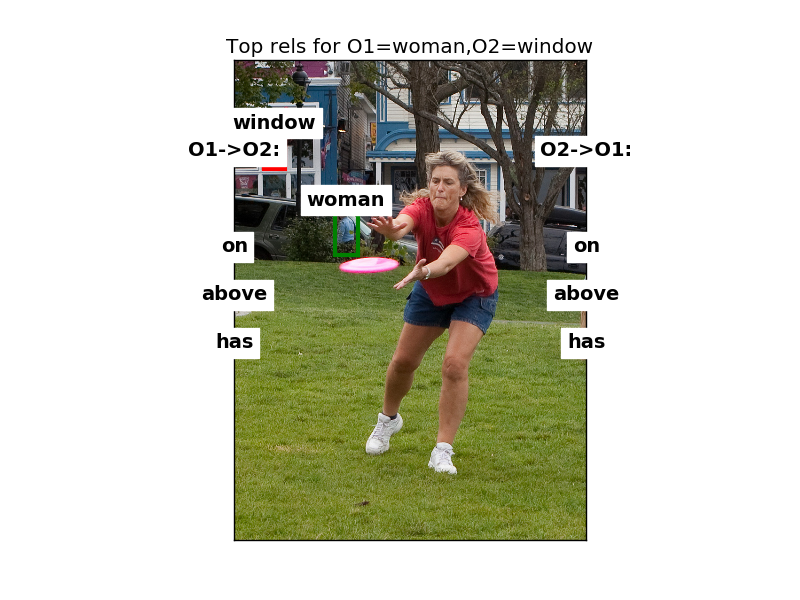 Top rels for O1=woman,O2=window
window
O1->O2:
O2->O1:
woman
on
on
above
above
has
has